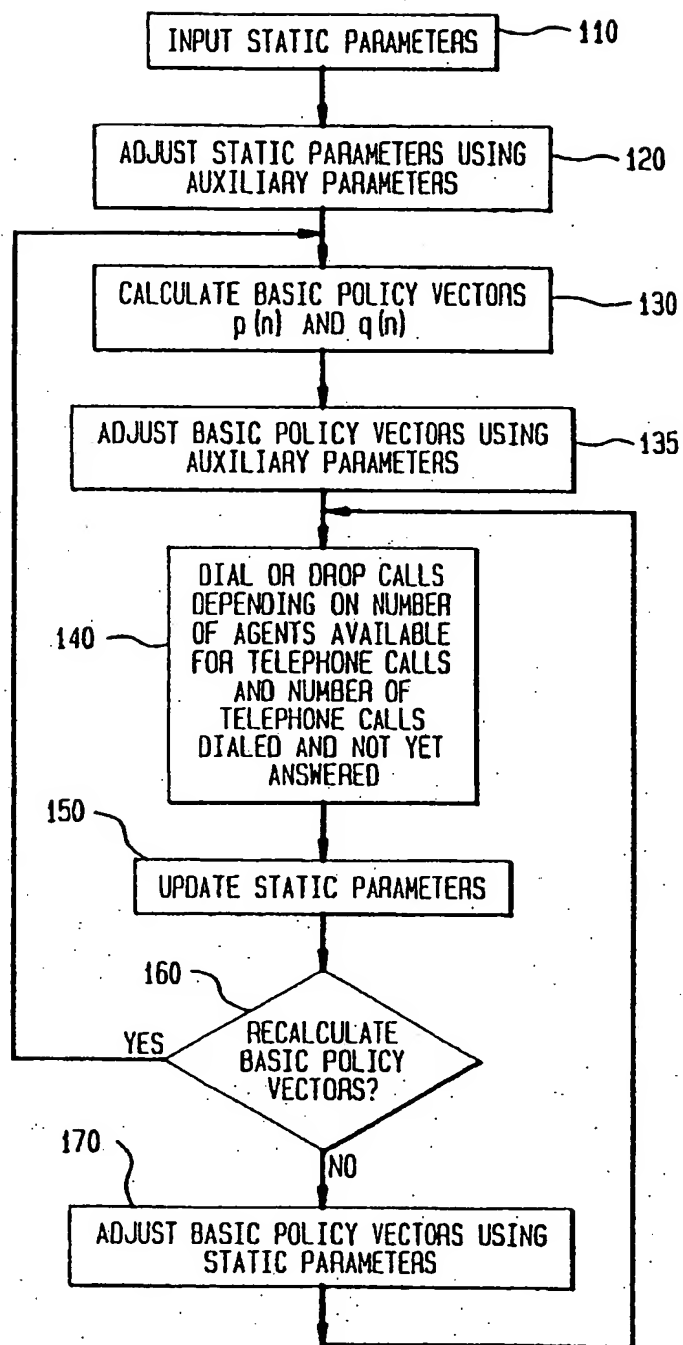 INPUT STATIC PARAMETERS
110
ADJUST STATIC PARAMETERS USING
AUXILIARY PARAMETERS
120
CALCULATE BASIC POLICY VECTORS
p(n) AND q(n)
130
ADJUST BASIC POLICY VECTORS USING
AUXILIARY PARAMETERS
135
DIAL OR DROP CALLS
DEPENDING ON NUMBER
OF AGENTS AVAILABLE
FOR TELEPHONE CALLS
AND NUMBER OF
TELEPHONE CALLS
DIALED AND NOT YET
ANSWERED
140
150
UPDATE STATIC PARAMETERS
160
RECALCULATE
BASIC POLICY
VECTORS?
YES
NO
170
ADJUST BASIC POLICY VECTORS USING
STATIC PARAMETERS